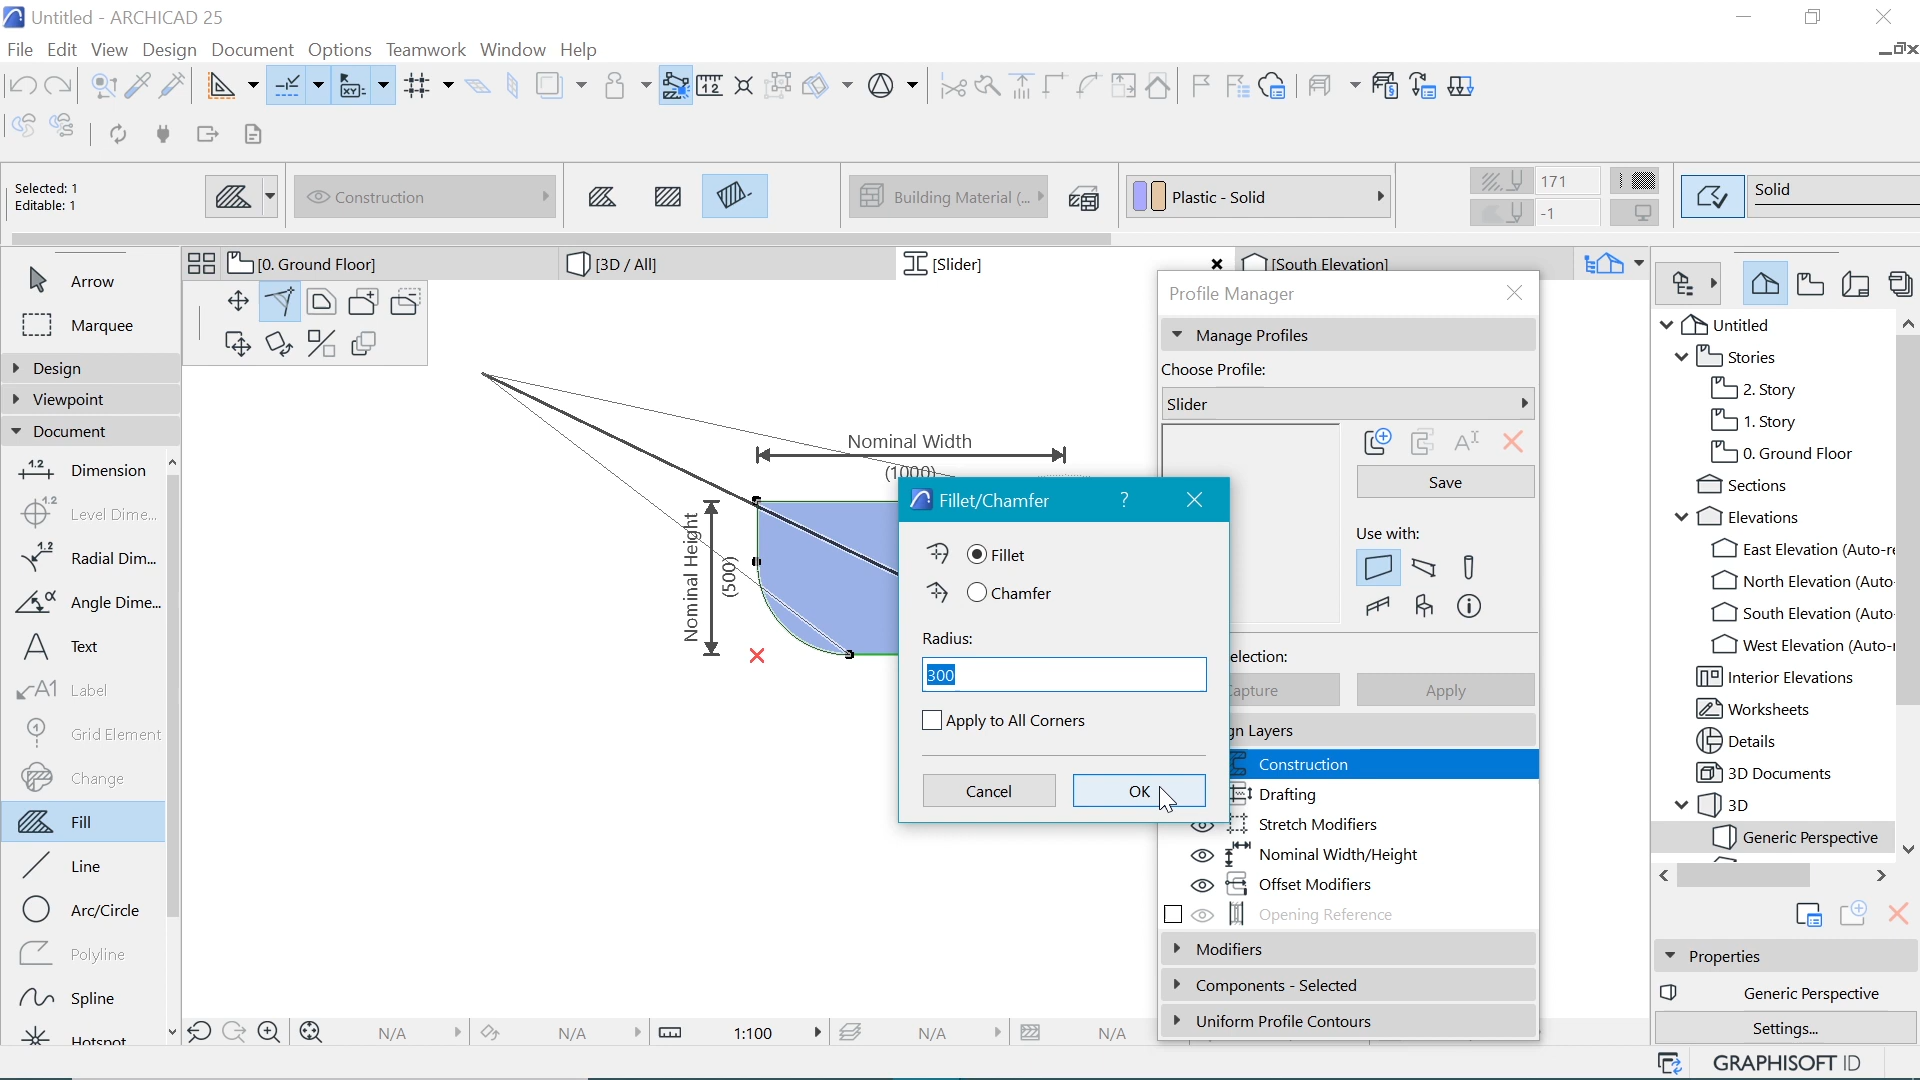 Untitled - ARCHICAD 25
File Edit View Design Document Options Teamwork Window Help
Selected: 1
Editable: 1
Construction
Building Material (...
Plastic - Solid
171
-1
Solid
Arrow
Marquee
Design
Viewpoint
Document
Dimension
Level Dime...
Radial Dim...
Angle Dime...
Text
Label
Grid Element
Change
Fill
Line
Arc/Circle
Polyline
Spline
Hotspot
[0. Ground Floor]
[3D / All]
[Slider]
[South Elevation]
Nominal Width
(1000)
Nominal Height
(500)
Fillet/Chamfer
?
Fillet
Chamfer
Radius:
300
Apply to All Corners
Cancel
OK
Profile Manager
Manage Profiles
Choose Profile:
Slider
Save
Use with:
election:
apture
Apply
gn Layers
Construction
Drafting
Stretch Modifiers
Nominal Width/Height
Offset Modifiers
Opening Reference
Modifiers
Components - Selected
Uniform Profile Contours
N/A
N/A
1:100
N/A
N/A
Untitled
Stories
2. Story
1. Story
0. Ground Floor
Sections
Elevations
East Elevation (Auto-re
North Elevation (Auto
South Elevation (Auto
West Elevation (Auto-r
Interior Elevations
Worksheets
Details
3D Documents
3D
Generic Perspective
Properties
Generic Perspective
Settings...
GRAPHISOFT ID